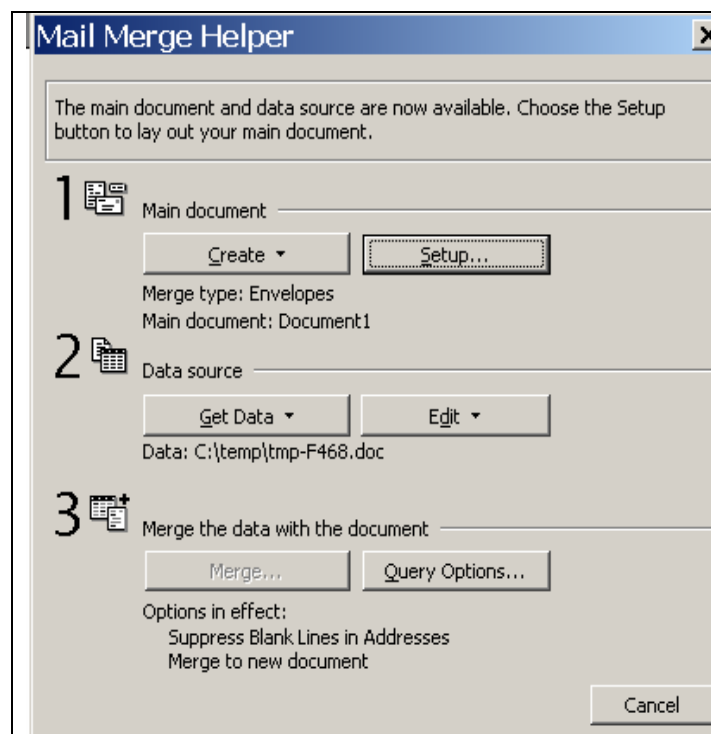 Mail Merge Helper
The main document and data source are now available. Choose the Setup
button to lay out your main document.
1
Main document
Create Setup...
Merge type: Envelopes
Main document: Document1
2
Data source
Get Data Edit
Data: C:\temp\tmp-F468.doc
3
Merge the data with the document
Merge... Query Options...
Options in effect:
Suppress Blank Lines in Addresses
Merge to new document
Cancel